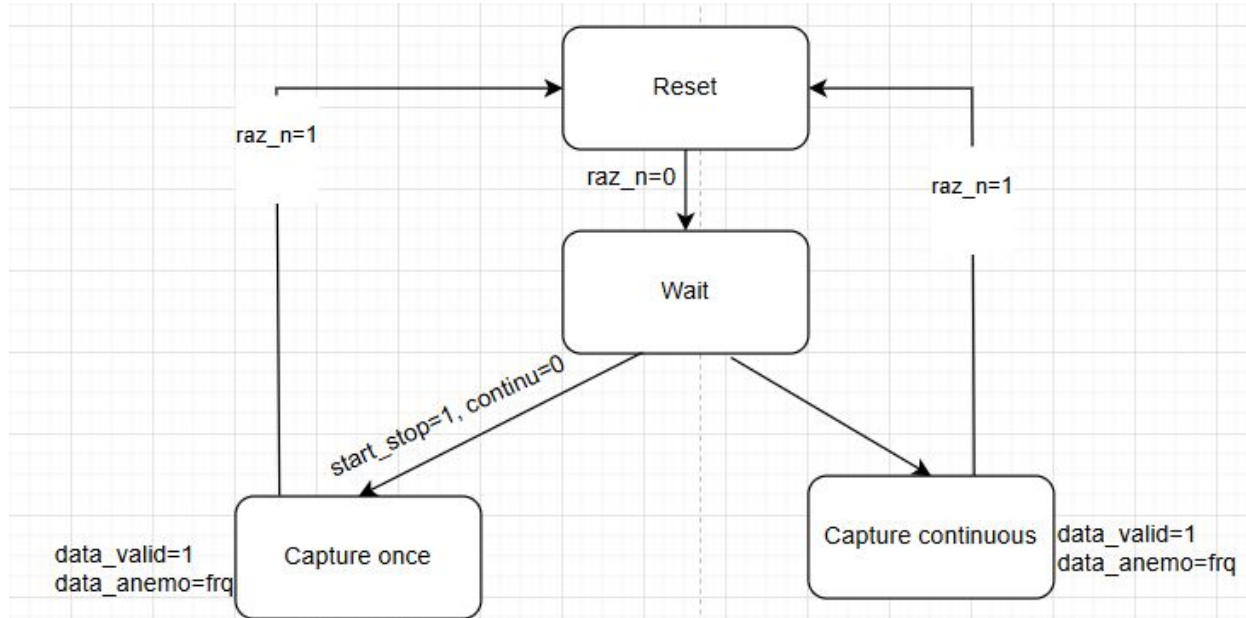 Reset
raz_n=1
raz_n=0
raz_n=1
Wait
start_stop=1, continu=0
Capture continuous
data_valid=1
data_anemo=frq
Capture once
data_valid=1
data_anemo=frq